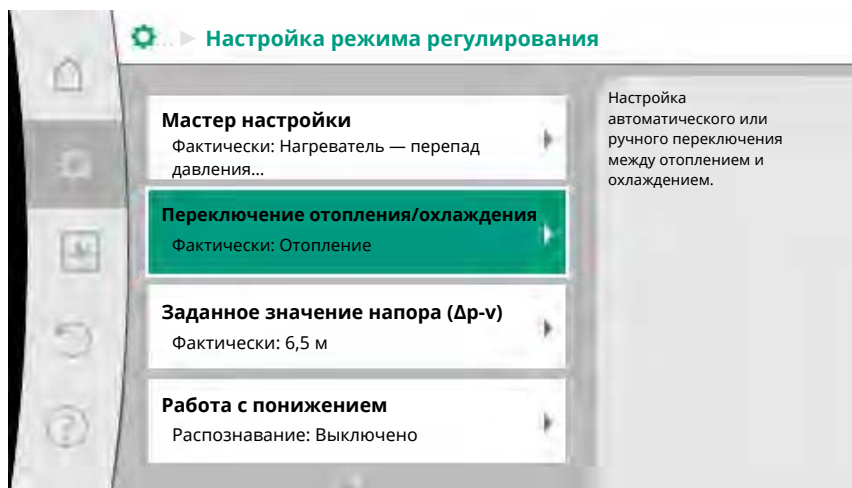 Настройка режима регулирования
Мастер настройки
Фактически: Нагреватель — перепад
давления...
Переключение отопления/охлаждения
Фактически: Отопление
Заданное значение напора (Δp-v)
Фактически: 6,5 м
Работа с понижением
Распознавание: Выключено
Настройка
автоматического или
ручного переключения
между отоплением и
охлаждением.